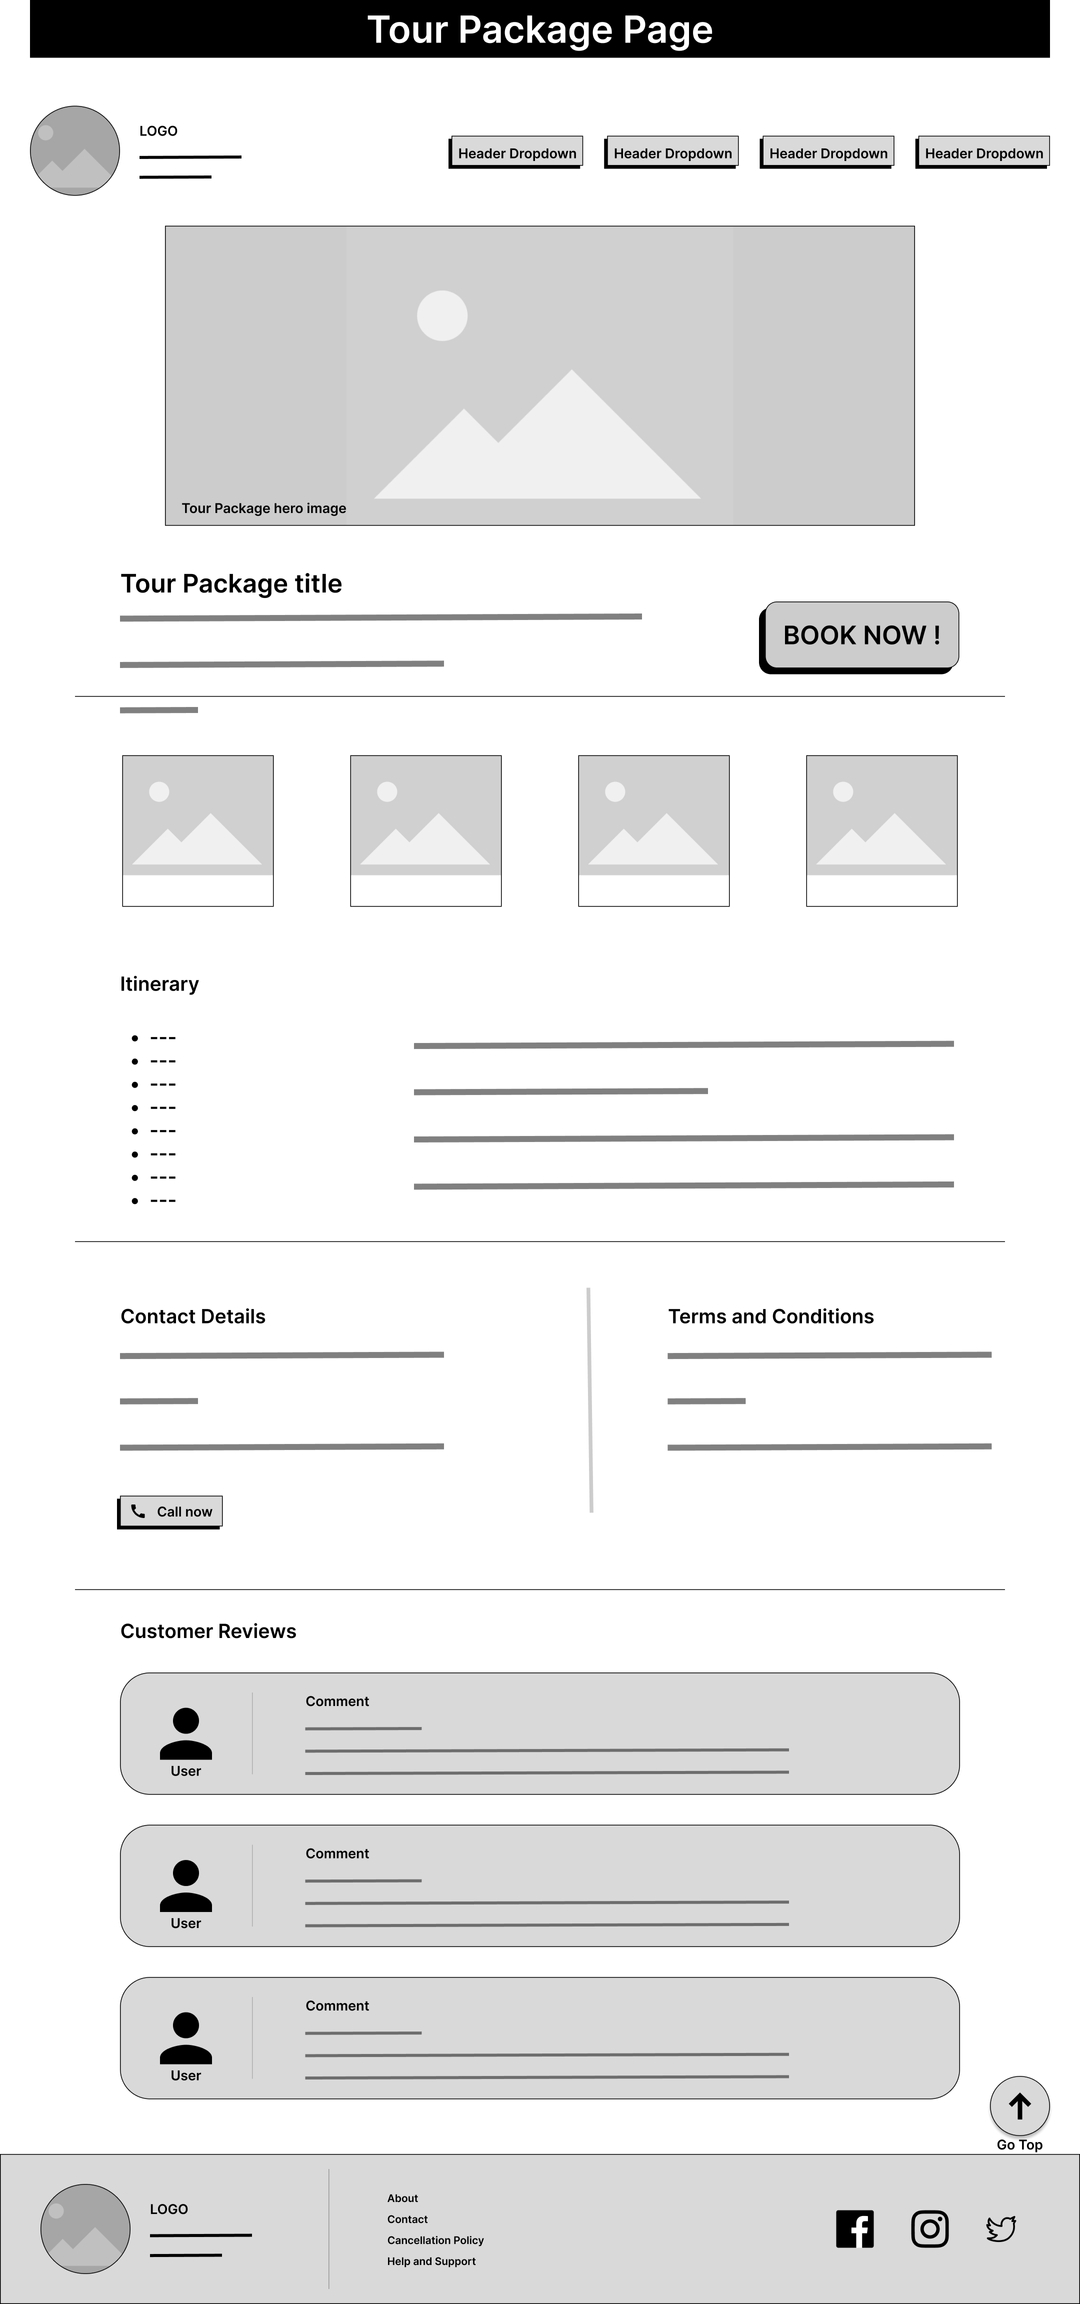 Tour Package Page
LOGO
Header Dropdown
Header Dropdown
Header Dropdown
Header Dropdown
Tour Package hero image
Tour Package title
BOOK NOW !
Itinerary
---
---
---
---
---
---
---
---
Contact Details
Terms and Conditions
Call now
Customer Reviews
Comment
User
Comment
User
Comment
User
Go Top
LOGO
About
Contact
Cancellation Policy
Help and Support